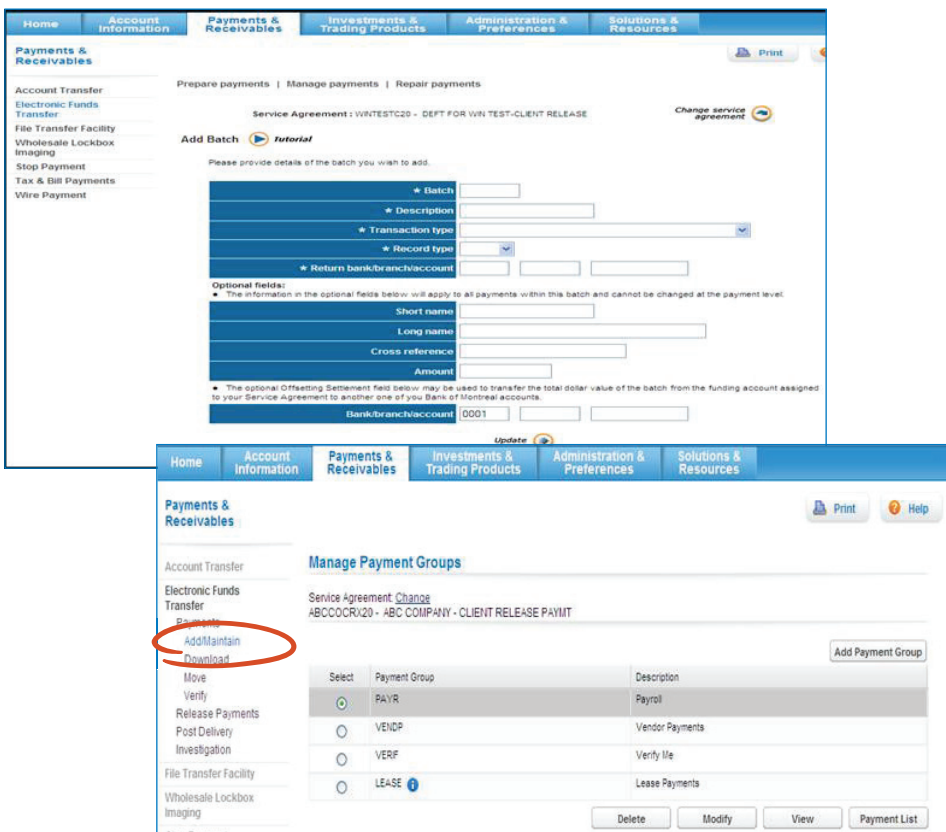 Home
Account
Information
Payments &
Receivables
Investments &
Trading Products
Administration &
Preferences
Solutions &
Resources
Payments &
Receivables
Print
Account Transfer
Electronic Funds
Transfer
File Transfer Facility
Wholesale Lockbox
Imaging
Stop Payment
Tax & Bill Payments
Wire Payment
Prepare payments | Manage payments | Repair payments
Service Agreement : WINTESTC20 - DEFT FOR WIN TEST-CLIENT RELEASE
Change service
agreement
Add Batch Tutorial
Please provide details of the batch you wish to add.
* Batch
* Description
* Transaction type
* Record type
* Return bank/branch/account
Optional fields:
• The information in the optional fields below will apply to all payments within this batch and cannot be changed at the payment level.
Short name
Long name
Cross reference
Amount
• The optional Offsetting Settlement field below may be used to transfer the total dollar value of the batch from the funding account assigned
to your Service Agreement to another one of you Bank of Montreal accounts.
Bank/branch/account 0001
Update
Home
Account
Information
Payments &
Receivables
Investments &
Trading Products
Administration &
Preferences
Solutions &
Resources
Payments &
Receivables
Print
Help
Account Transfer
Electronic Funds
Transfer
Payments
Add/Maintain
Download
Move
Verify
Release Payments
Post Delivery
Investigation
File Transfer Facility
Wholesale Lockbox
Imaging
Manage Payment Groups
Service Agreement: Change
ABCCOCRX20 - ABC COMPANY - CLIENT RELEASE PAYMT
Add Payment Group
Select Payment Group Description
PAYR Payroll
VENDP Vendor Payments
VERIF Verify Me
LEASE Lease Payments
Delete Modify View Payment List